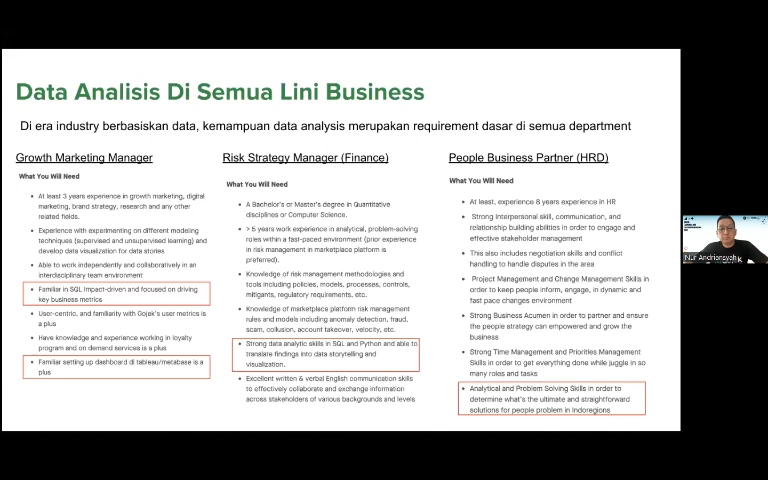 Data Analisis Di Semua Lini Business
Di era industry berbasiskan data, kemampuan data analysis merupakan requirement dasar di semua department
Growth Marketing Manager
What You Will Need
• At least 3 years experience in growth marketing, digital
marketing, brand strategy, research and any other
related fields.
• Experience with experimenting on different modeling
techniques (supervised and unsupervised learning) and
develop data visualization for data stories
• Able to work independently and collaboratively in an
interdisciplinary team environment
• Familiar in SQL Impact-driven and focused on driving
key business metrics
• User-centric, and familiarity with Gojek's user metrics is
a plus
• Have knowledge and experience working in loyalty
program and on demand services is a plus
• Familiar setting up dashboard di tableau/metabase is a
plus
Risk Strategy Manager (Finance)
What You Will Need
• A Bachelor's or Master's degree in Quantitative
disciplines or Computer Science.
• > 5 years work experience in analytical, problem-solving
roles within a fast-paced environment (prior experience
in risk management in marketplace platform is
preferred).
• Knowledge of risk management methodologies and
tools including policies, models, processes, controls,
mitigants, regulatory requirements, etc.
• Knowledge of marketplace platform risk management
rules and models including anomaly detection, fraud,
scam, collusion, account takeover, velocity, etc.
• Strong data analytic skills in SQL and Python and able to
translate findings into data storytelling and
visualization.
• Excellent written & verbal English communication skills
to effectively collaborate and exchange information
across stakeholders of various backgrounds and levels
People Business Partner (HRD)
What You Will Need
• At least, experience 8 years experience in HR
• Strong Interpersonal skill, communication, and
relationship building abilities in order to engage and
effective stakeholder management
• This also includes negotiation skills and conflict
handling to handle disputes in the area
• Project Management and Change Management Skills in
order to keep people inform, engage, in dynamic and
fast pace changes environment
• Strong Business Acumen in order to partner and ensure
the people strategy can empowered and grow the
business
• Strong Time Management and Priorities Management
Skills in order to get everything done while juggle in so
many roles and tasks
• Analytical and Problem Solving Skills in order to
determine what's the ultimate and straightforward
solutions for people problem in Indoregions
Nur Andriansyah